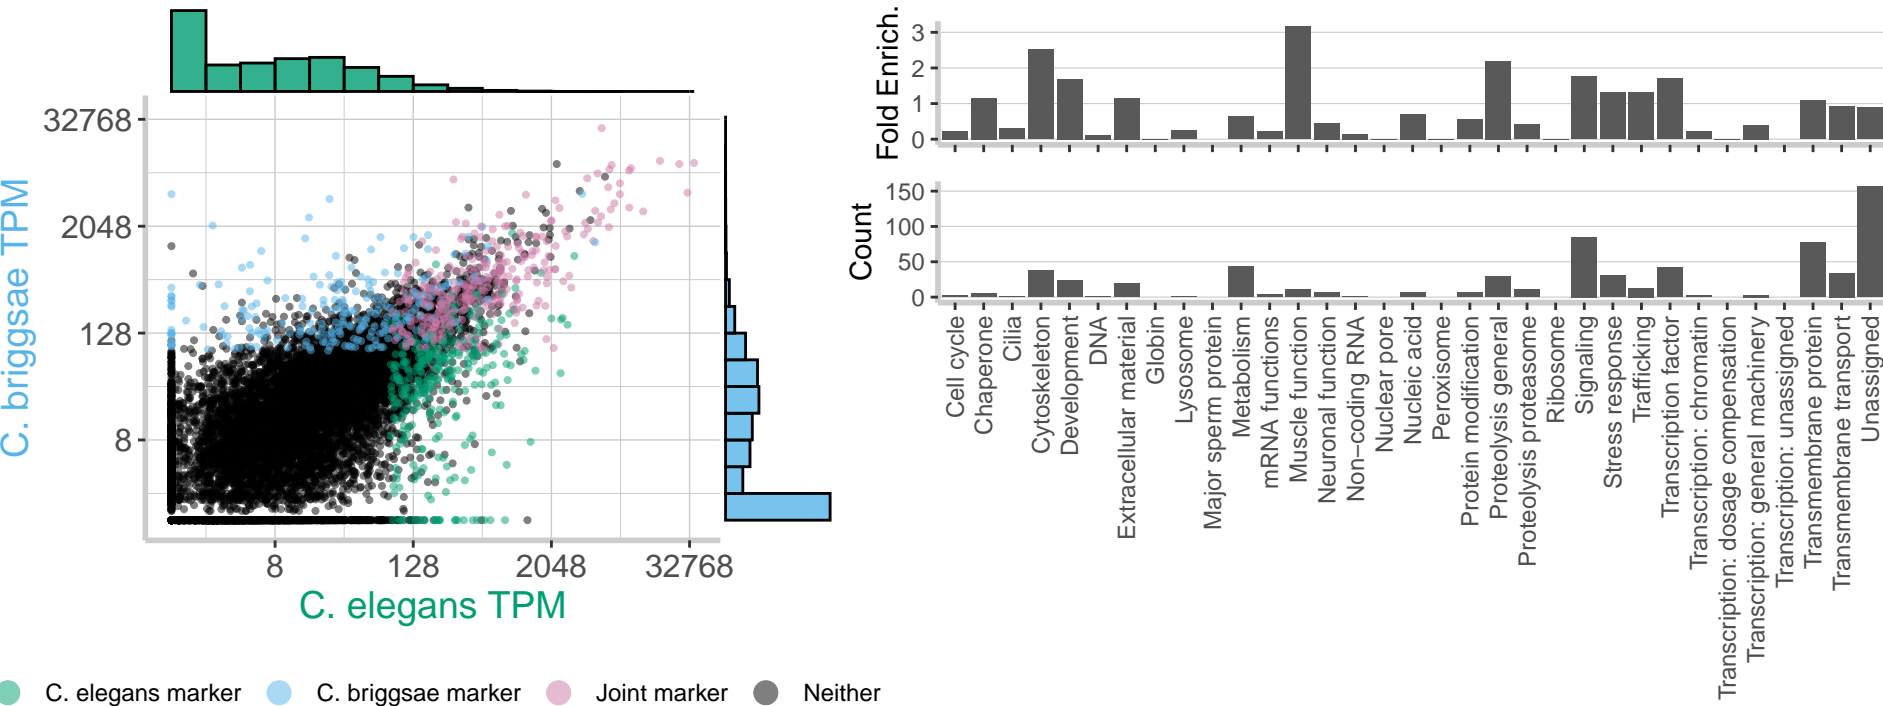 32768
2048
128
8
C. briggsae TPM
8
128
2048
32768
C. elegans TPM
C. elegans marker
C. briggsae marker
Joint marker
Neither
Fold Enrich.
3
2
1
0
Count
150
100
50
0
Cell cycle
Chaperone
Cilia
Cytoskeleton
Development
DNA
Extracellular material
Globin
Lysosome
Major sperm protein
Metabolism
mRNA functions
Muscle function
Neuronal function
Non−coding RNA
Nuclear pore
Nucleic acid
Peroxisome
Protein modification
Proteolysis general
Proteolysis proteasome
Ribosome
Signaling
Stress response
Trafficking
Transcription factor
Transcription: chromatin
Transcription: dosage compensation
Transcription: general machinery
Transcription: unassigned
Transmembrane protein
Transmembrane transport
Unassigned